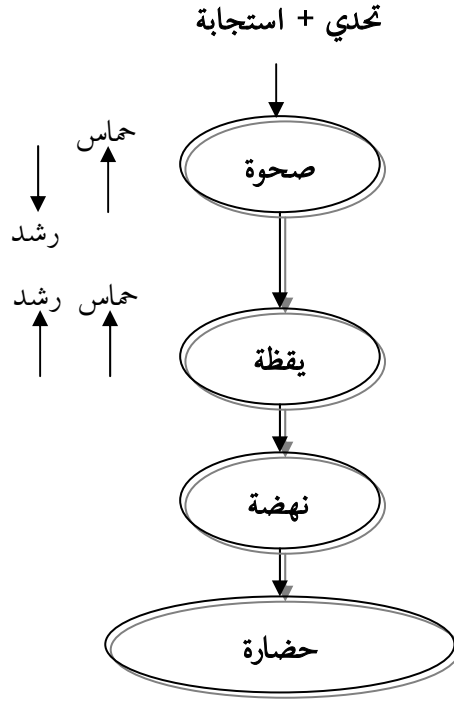 تحدي + استجابة
حماس
صحوة
رشد
رشد حماس
يقظة
نهضة
حضارة